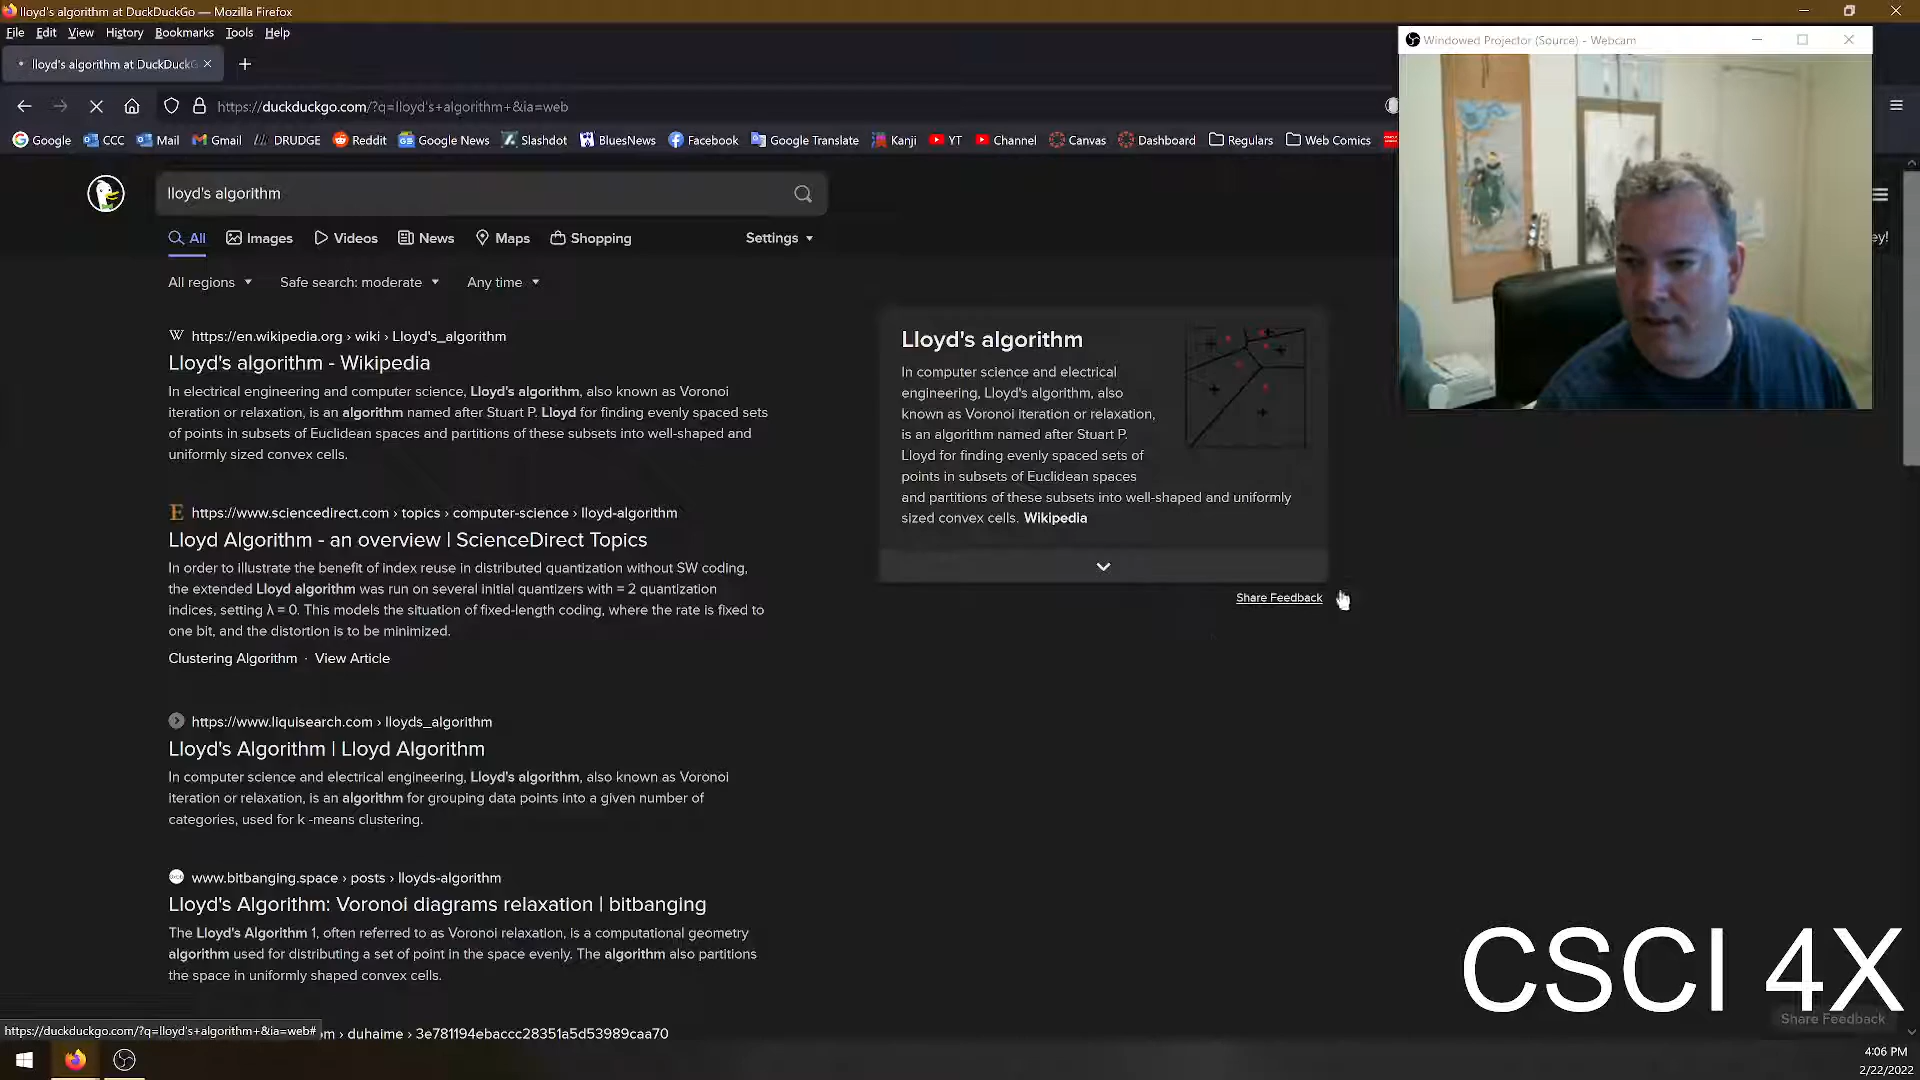 lloyd's algorithm at DuckDuckGo — Mozilla Firefox
File Edit View History Bookmarks Tools Help
lloyd's algorithm at DuckDuckG
https://duckduckgo.com/?q=lloyd's+algorithm+&ia=web
Google CCC Mail Gmail DRUDGE Reddit Google News Slashdot BluesNews Facebook Google Translate Kanji YT Channel Canvas Dashboard Regulars Web Comics
Windowed Projector (Source) - Webcam
lloyd's algorithm
All Images Videos News Maps Shopping Settings
ey!
All regions Safe search: moderate Any time
https://en.wikipedia.org › wiki › Lloyd's_algorithm
Lloyd's algorithm - Wikipedia
In electrical engineering and computer science, Lloyd's algorithm, also known as Voronoi
iteration or relaxation, is an algorithm named after Stuart P. Lloyd for finding evenly spaced sets
of points in subsets of Euclidean spaces and partitions of these subsets into well-shaped and
uniformly sized convex cells.
https://www.sciencedirect.com › topics › computer-science › lloyd-algorithm
Lloyd Algorithm - an overview | ScienceDirect Topics
In order to illustrate the benefit of index reuse in distributed quantization without SW coding,
the extended Lloyd algorithm was run on several initial quantizers with = 2 quantization
indices, setting λ = 0. This models the situation of fixed-length coding, where the rate is fixed to
one bit, and the distortion is to be minimized.
Clustering Algorithm · View Article
https://www.liquisearch.com › lloyds_algorithm
Lloyd's Algorithm | Lloyd Algorithm
In computer science and electrical engineering, Lloyd's algorithm, also known as Voronoi
iteration or relaxation, is an algorithm for grouping data points into a given number of
categories, used for k -means clustering.
www.bitbanging.space › posts › lloyds-algorithm
Lloyd's Algorithm: Voronoi diagrams relaxation | bitbanging
The Lloyd's Algorithm 1, often referred to as Voronoi relaxation, is a computational geometry
algorithm used for distributing a set of point in the space evenly. The algorithm also partitions
the space in uniformly shaped convex cells.
https://duckduckgo.com/?q=lloyd's+algorithm+&ia=web#
m › duhaime › 3e781194ebaccc28351a5d53989caa70
Lloyd's algorithm
In computer science and electrical
engineering, Lloyd's algorithm, also
known as Voronoi iteration or relaxation,
is an algorithm named after Stuart P.
Lloyd for finding evenly spaced sets of
points in subsets of Euclidean spaces
and partitions of these subsets into well-shaped and uniformly
sized convex cells. Wikipedia
Share Feedback
CSCI 4X
Share Feedback
4:06 PM
2/22/2022